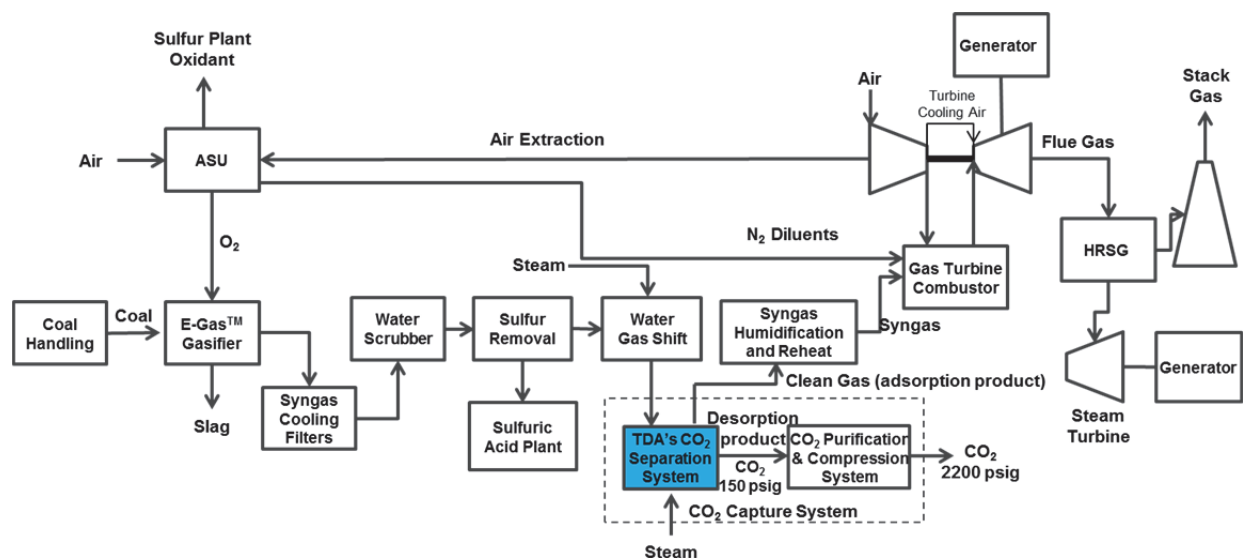 Sulfur Plant
Oxidant
Generator
Stack
Gas
Air
Turbine
Cooling Air
Air Extraction
Flue Gas
Air
ASU
O₂
N₂ Diluents
HRSG
Steam
Gas Turbine
Combustor
Coal
Handling
Coal
E-Gas™
Gasifier
Water
Scrubber
Sulfur
Removal
Water
Gas Shift
Syngas
Humidification
and Reheat
Syngas
Generator
Clean Gas (adsorption product)
Slag
Syngas
Cooling
Filters
Sulfuric
Acid Plant
Desorption
product
Steam
Turbine
TDA's CO₂
Separation
System
CO₂
150 psig
CO₂ Purification
& Compression
System
CO₂
2200 psig
CO₂ Capture System
Steam